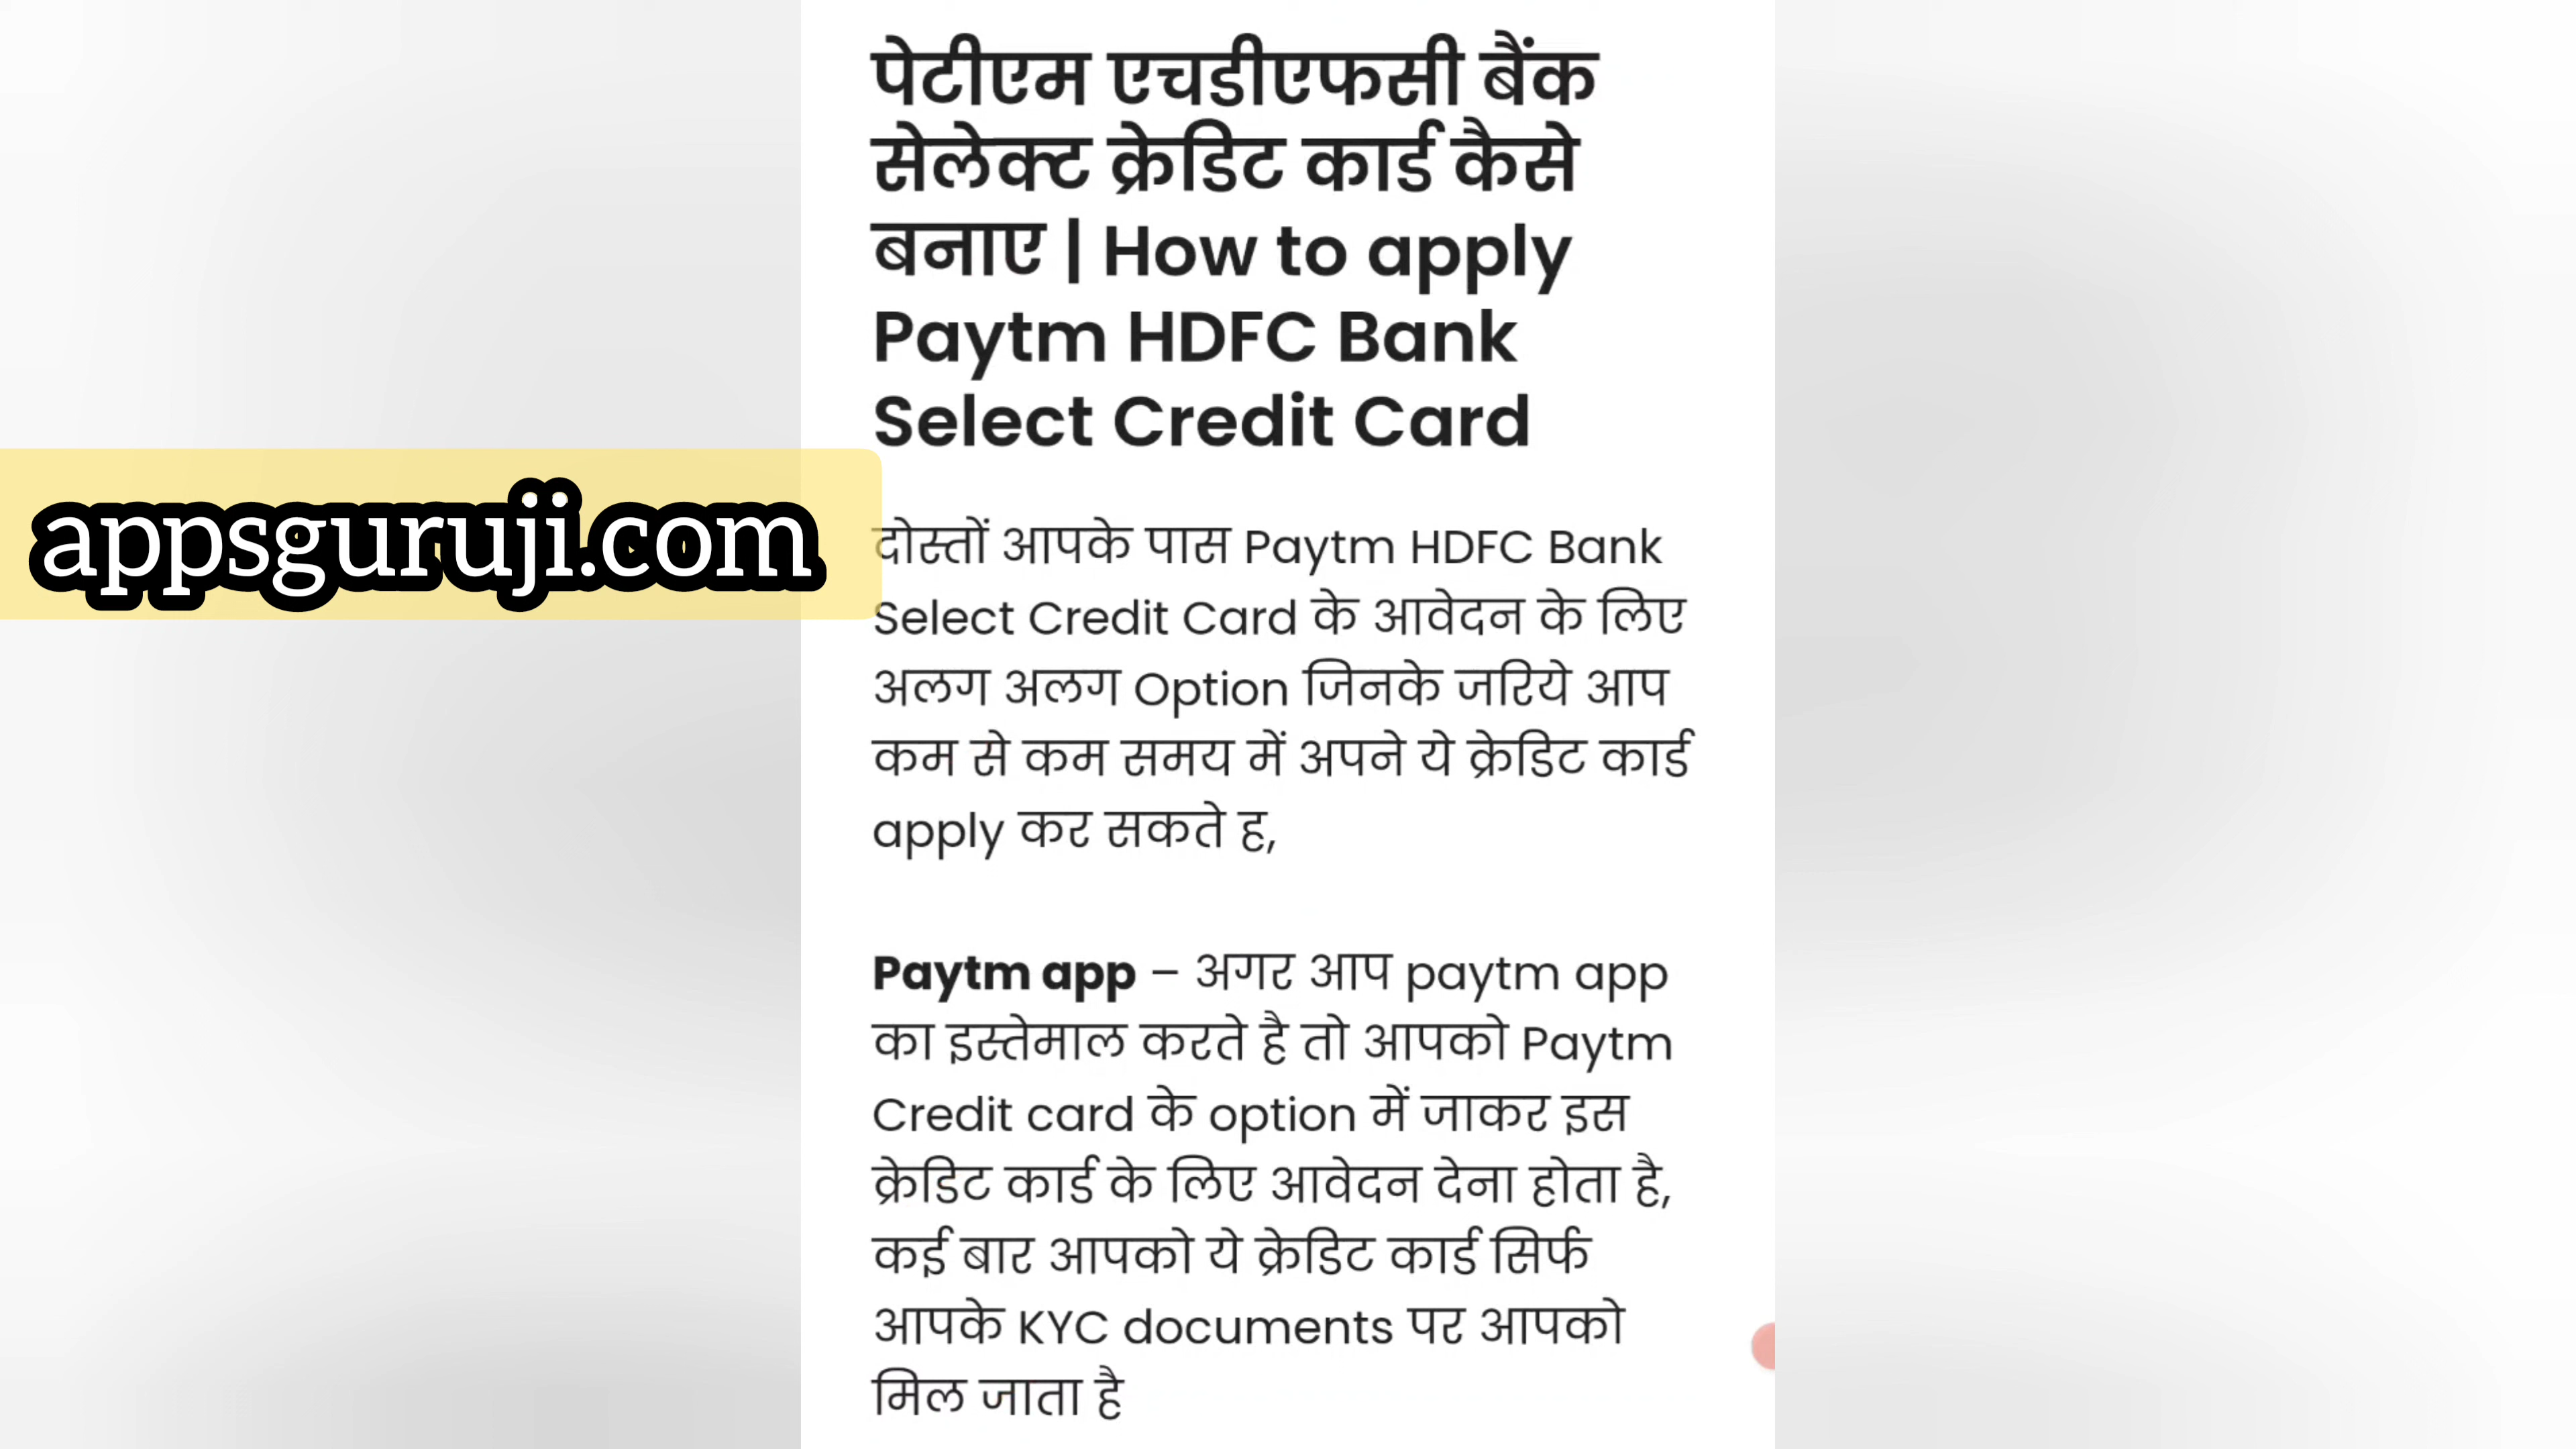 पेटीएम एचडीएफसी बैंक
सेलेक्ट क्रेडिट कार्ड कैसे
बनाए | How to apply
Paytm HDFC Bank
Select Credit Card
appsguruji.com
दोस्तों आपके पास Paytm HDFC Bank
Select Credit Card के आवेदन के लिए
अलग अलग Option जिनके जरिये आप
कम से कम समय में अपने ये क्रेडिट कार्ड
apply कर सकते ह,
Paytm app – अगर आप paytm app
का इस्तेमाल करते है तो आपको Paytm
Credit card के option में जाकर इस
क्रेडिट कार्ड के लिए आवेदन देना होता है,
कई बार आपको ये क्रेडिट कार्ड सिर्फ
आपके KYC documents पर आपको
मिल जाता है